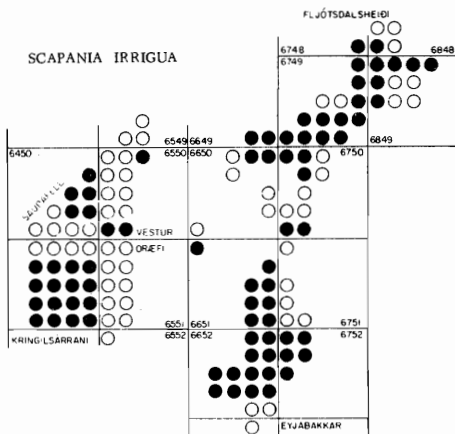 FLJÓTSDALSHEIÐI
SCAPANIA IRRIGUA
6748 6848
6749
6549 6649 6849
6450 6550 6650 6750
SAUÐAFELL
VESTUR
ÖRÆFI
6551 6651 6751
KRINGILSÁRRANI 6552 6652 6752
EYJABAKKAR